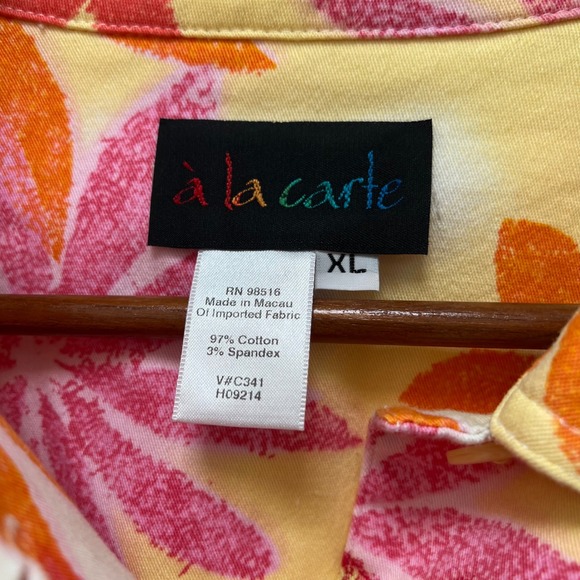 à la carte
XL
RN 98516
Made in Macau
Of Imported Fabric
97% Cotton
3% Spandex
V#C341
H09214